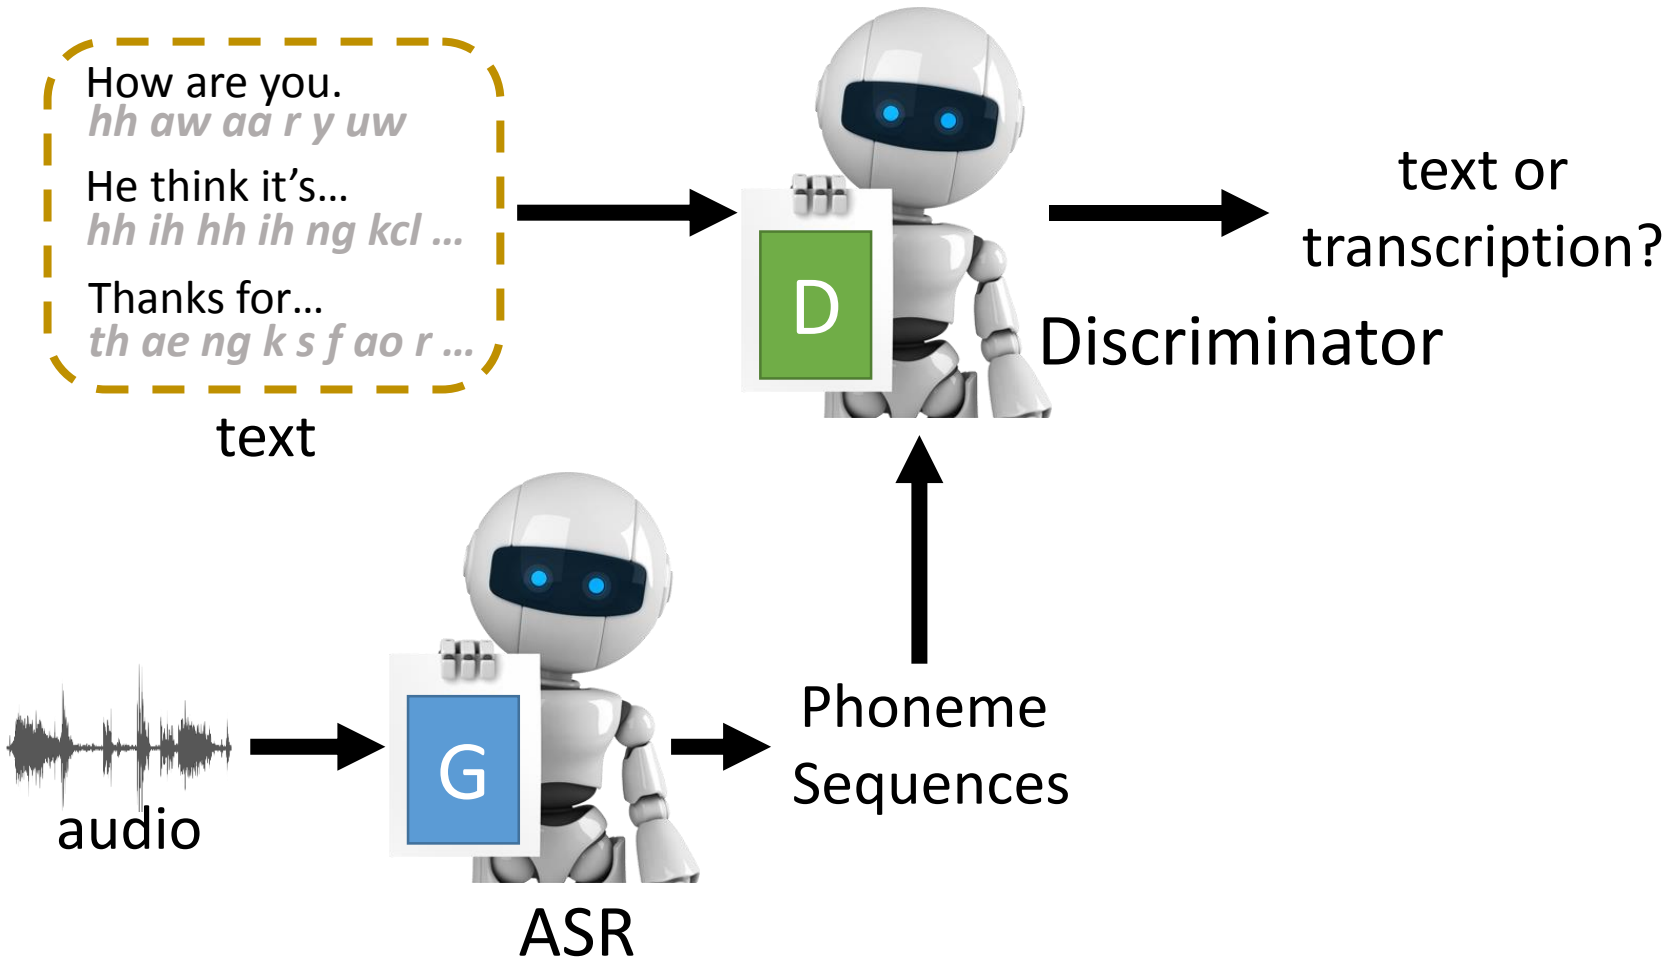 How are you.
hh aw aa r y uw
He think it's...
hh ih hh ih ng kcl ...
Thanks for...
th ae ng k s f ao r ...
text
D
Discriminator
text or
transcription?
audio
G
ASR
Phoneme
Sequences